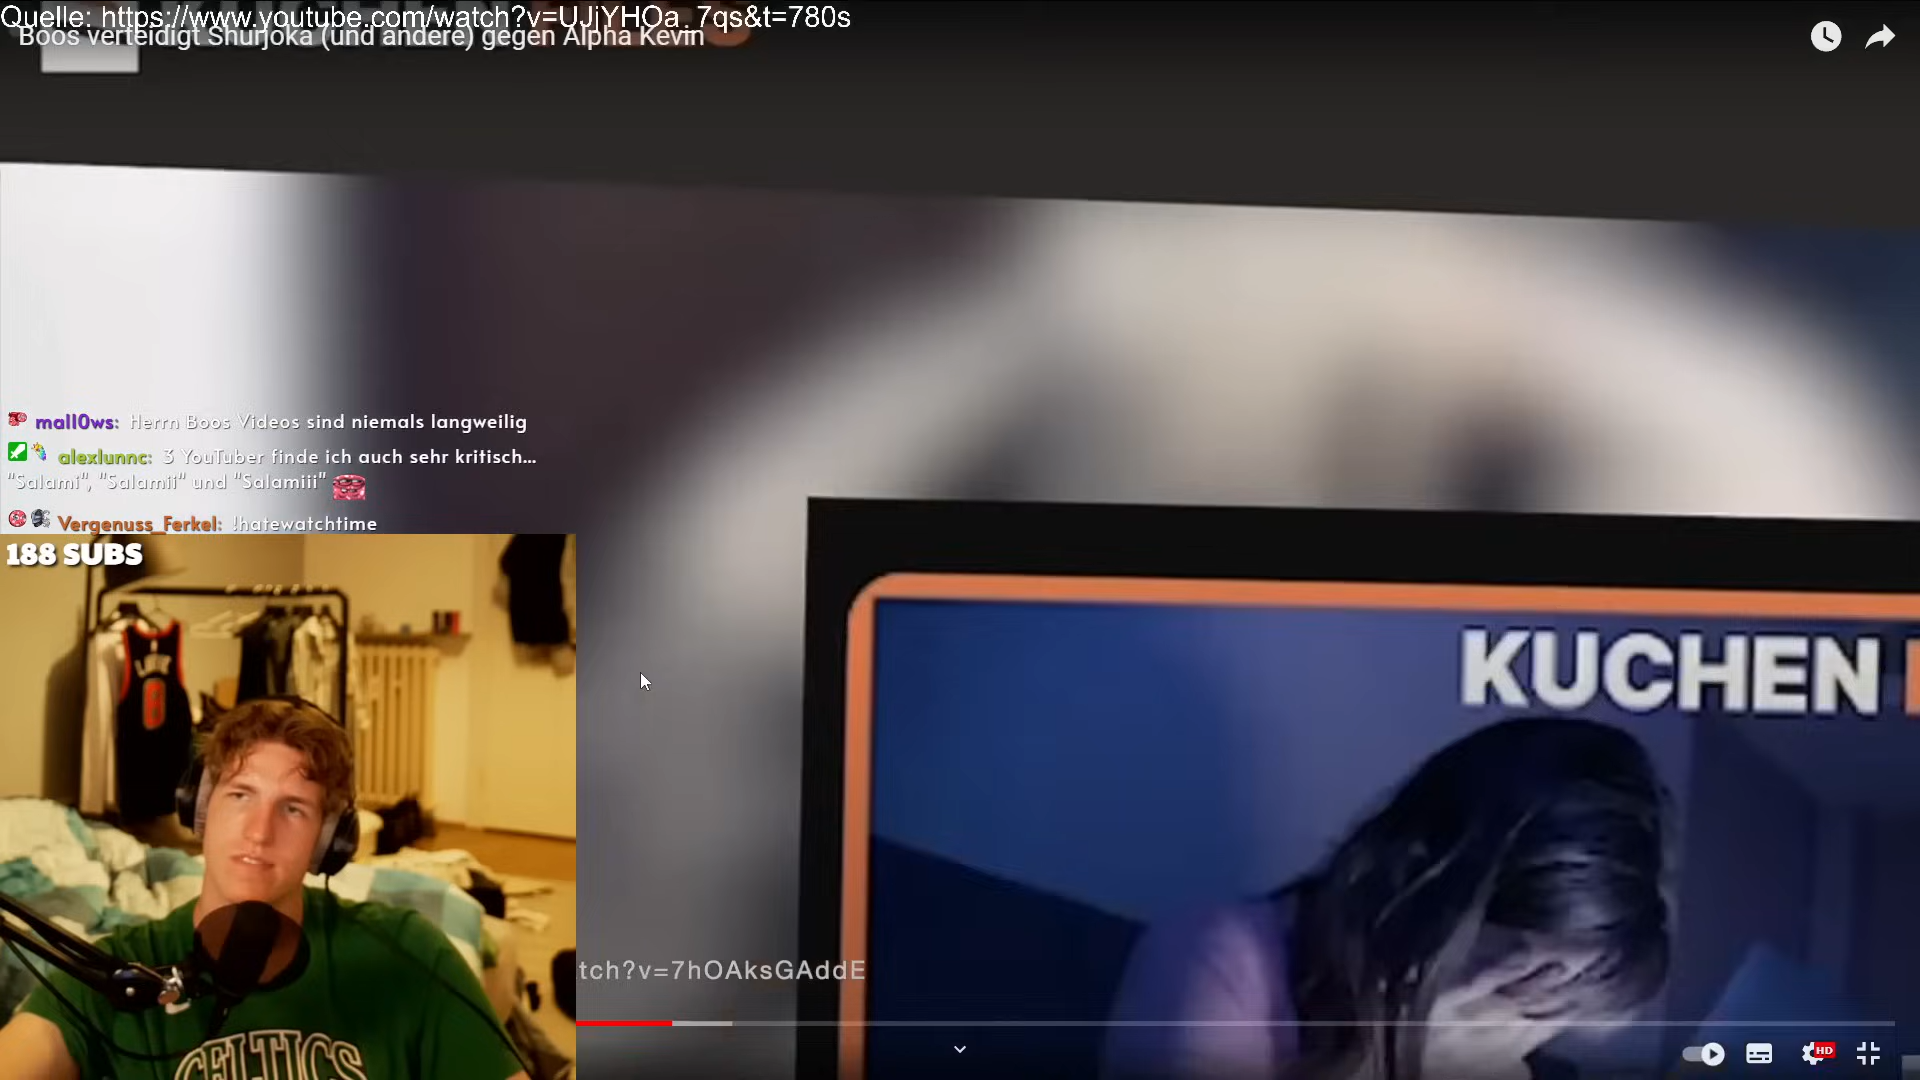 Quelle: https://www.youtube.com/watch?v=UJjYHOa_7qs&t=780s
Boos verteidigt Shurjoka (und andere) gegen Alpha Kevin
mall0ws: Herrn Boos Videos sind niemals langweilig
alexlunnc: 3 YouTuber finde ich auch sehr kritisch...
"Salami", "Salamii" und "Salamiii"
Vergenuss_Ferkel: !hatewatchtime
188 SUBS
KUCHEN
tch?v=7hOAksGAddE
CELTICS
HD